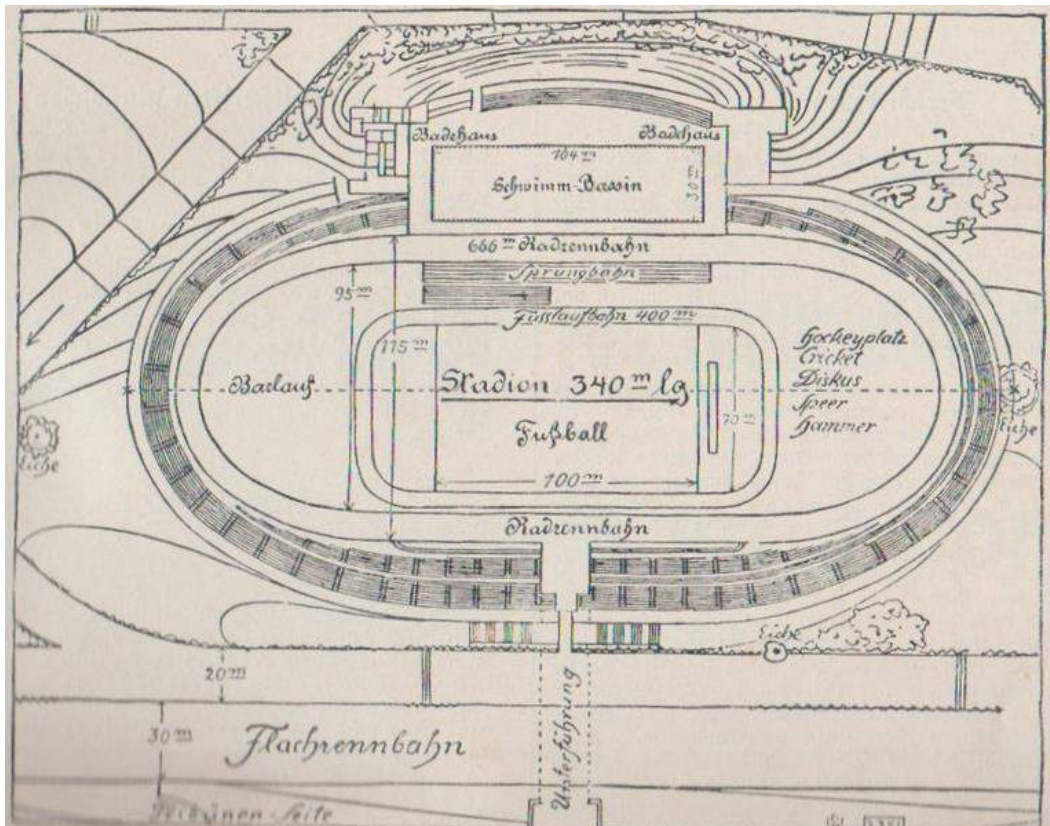 Badehaus
Badehaus
104 m
Schwimm-Bassin
30 m
666 m Radrennbahn
Sprungbahn
95 m
Fusslaufbahn 400 m
115 m
Hockeyplatz
Cricket
Diskus
Speer
Hammer
Barlauf
Stadion 340 m lg
70 m
Fußball
Eiche
Eiche
100 m
Radrennbahn
Eiche
20 m
Unterführung
30 m
Flachrennbahn
Tribünen-Seite